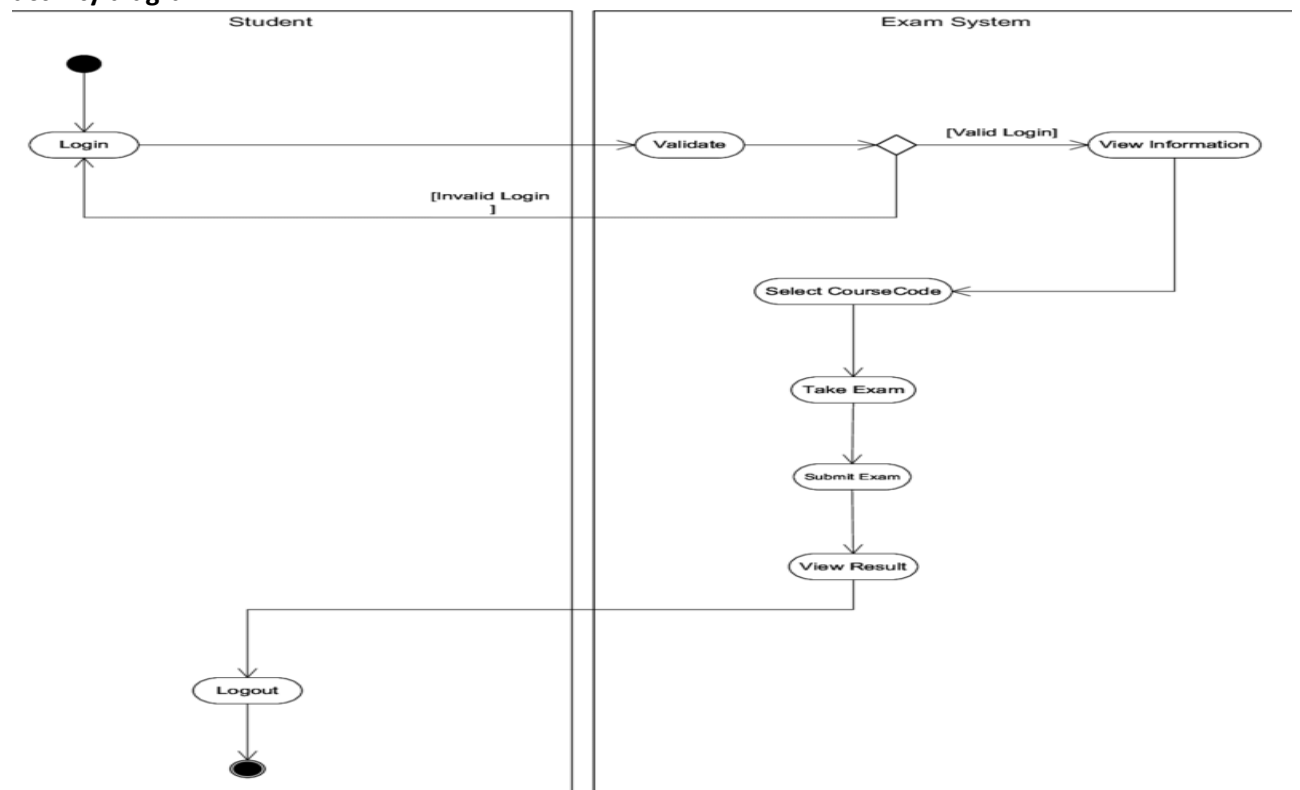 Student
Exam System
Login
Validate
[Valid Login]
View Information
[Invalid Login
]
Select CourseCode
Take Exam
Submit Exam
View Result
Logout